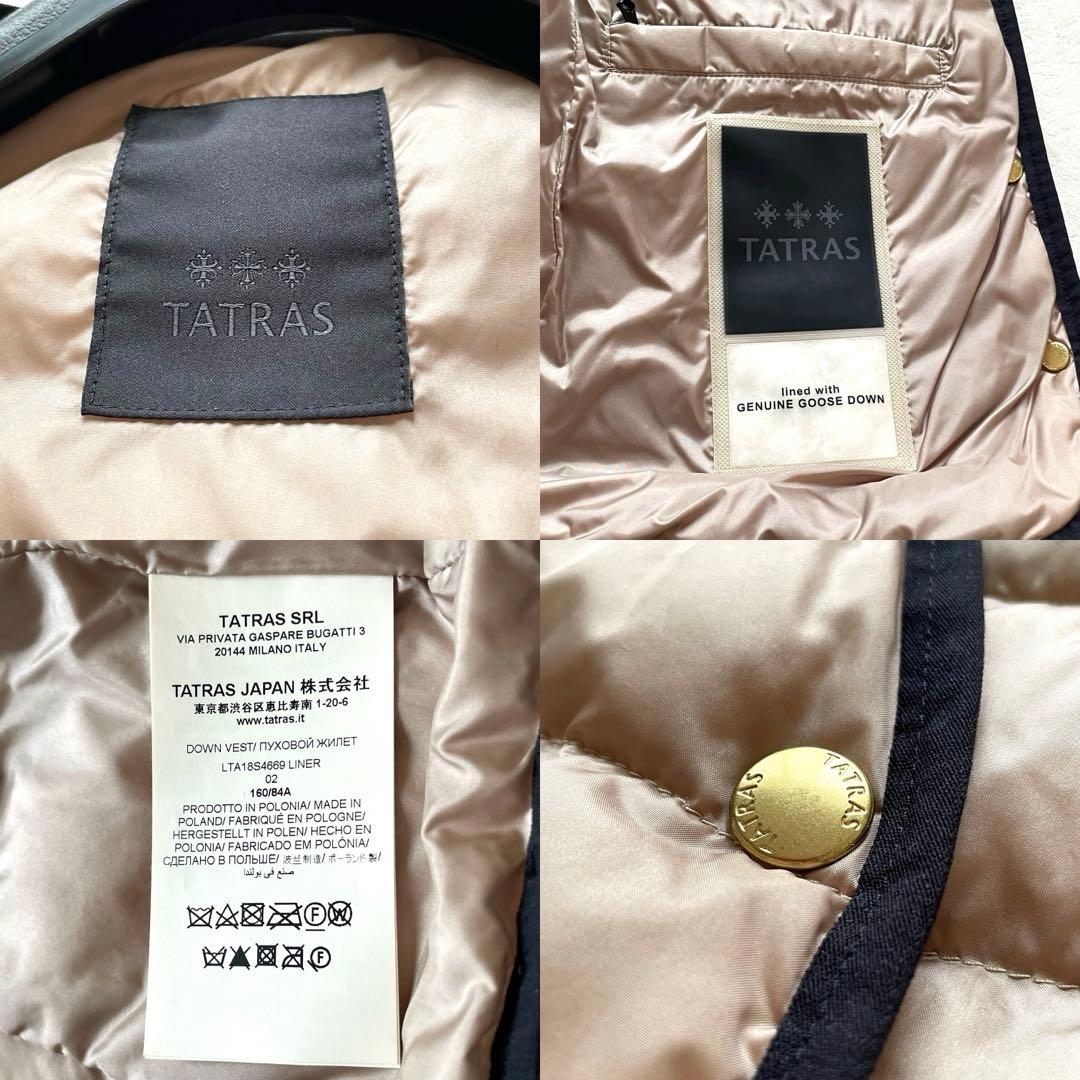 TATRAS
TATRAS
lined with
GENUINE GOOSE DOWN
TATRAS SRL
VIA PRIVATA GASPARE BUGATTI 3
20144 MILANO ITALY
TATRAS JAPAN 株式会社
東京都渋谷区恵比寿南 1-20-6
www.tatras.it
DOWN VEST/ ПУХОВОЙ ЖИЛЕТ
LTA18S4669 LINER
02
160/84A
PRODOTTO IN POLONIA/ MADE IN
POLAND/ FABRIQUÉ EN POLOGNE/
HERGESTELLT IN POLEN/ HECHO EN
POLONIA/ FABRICADO EM POLÓNIA/
СДЕЛАНО В ПОЛЬШЕ/ 波兰制造/ ポーランド製/
صنع في بولندا
F W
F
TATRAS
TATRAS